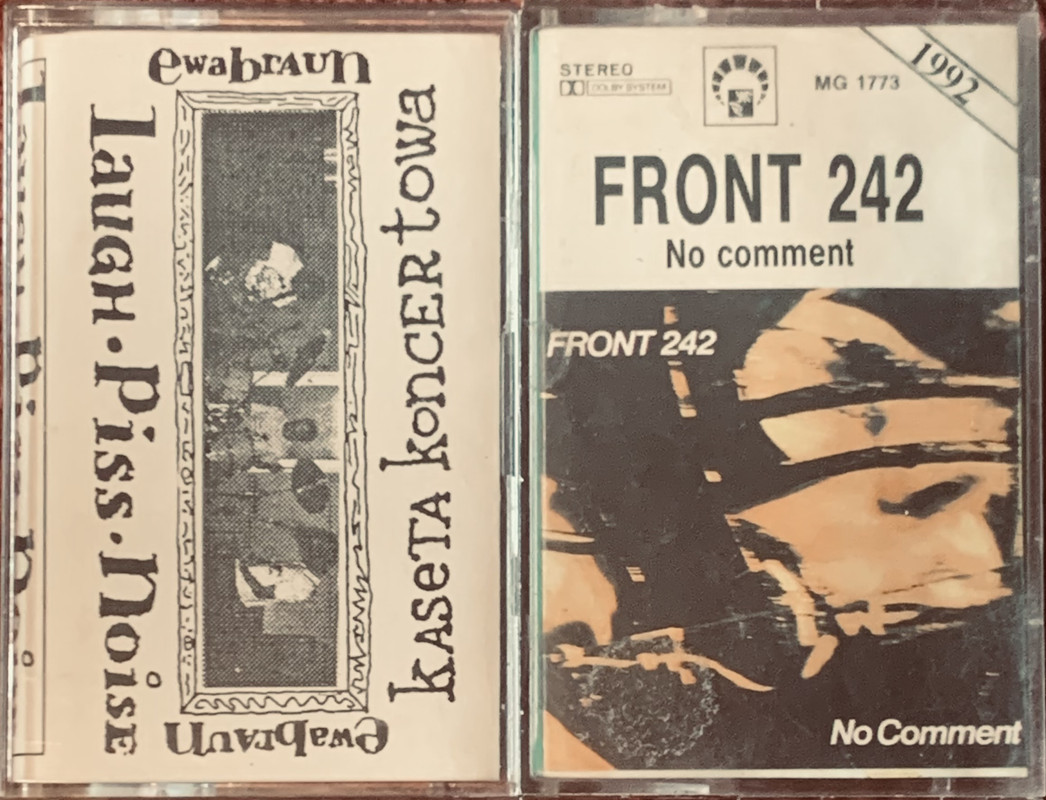 ewabraun
Laugh·Piss·Noise
kASeTA koncERtowa
ewabraun
STEREO
DOLBY SYSTEM
MG 1773
1992
FRONT 242
No comment
FRONT 242
No Comment